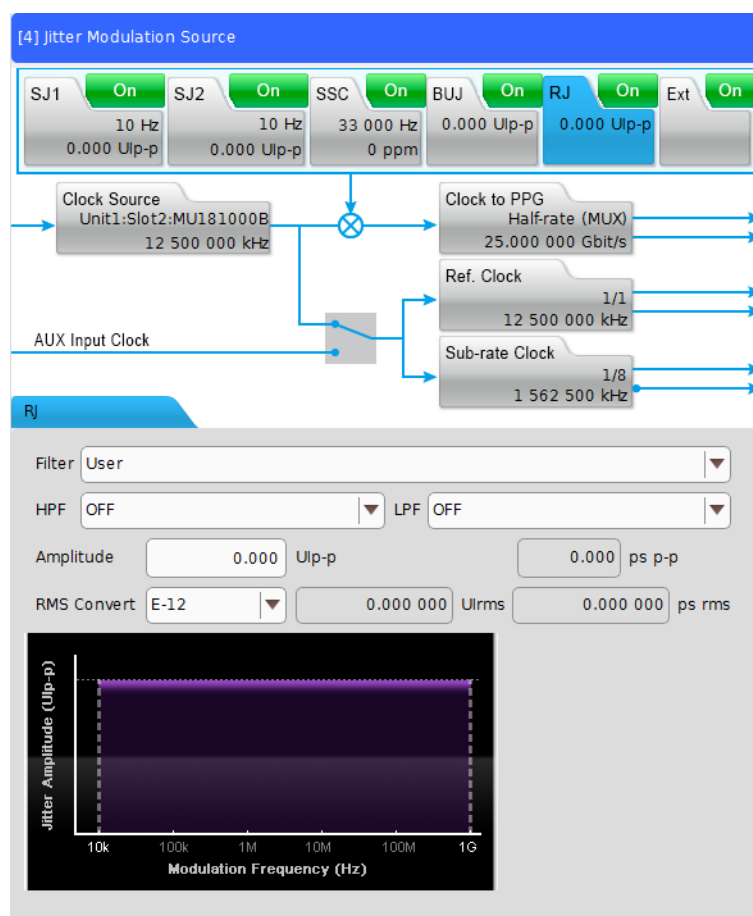 [4] Jitter Modulation Source
SJ1 On SJ2 On SSC On BUJ On RJ On Ext On
10 Hz 10 Hz 33 000 Hz 0.000 UIp-p 0.000 UIp-p
0.000 UIp-p 0.000 UIp-p 0 ppm
Clock Source
Unit1:Slot2:MU181000B
12 500 000 kHz
Clock to PPG
Half-rate (MUX)
25.000 000 Gbit/s
Ref. Clock
1/1
12 500 000 kHz
AUX Input Clock
Sub-rate Clock
1/8
1 562 500 kHz
RJ
Filter User
HPF OFF LPF OFF
Amplitude 0.000 UIp-p 0.000 ps p-p
RMS Convert E-12 0.000 000 UIrms 0.000 000 ps rms
Jitter Amplitude (UIp-p)
10k 100k 1M 10M 100M 1G
Modulation Frequency (Hz)